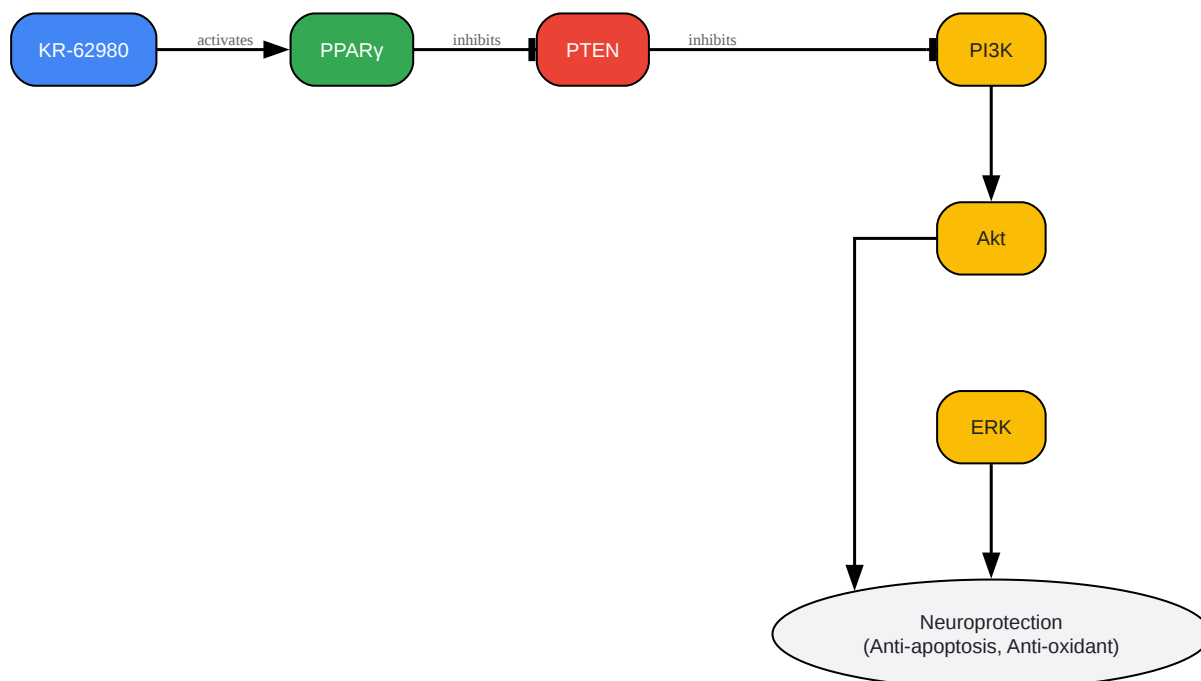 KR-62980
activates
PPARγ
inhibits
PTEN
inhibits
PI3K
Akt
ERK
Neuroprotection
(Anti-apoptosis, Anti-oxidant)